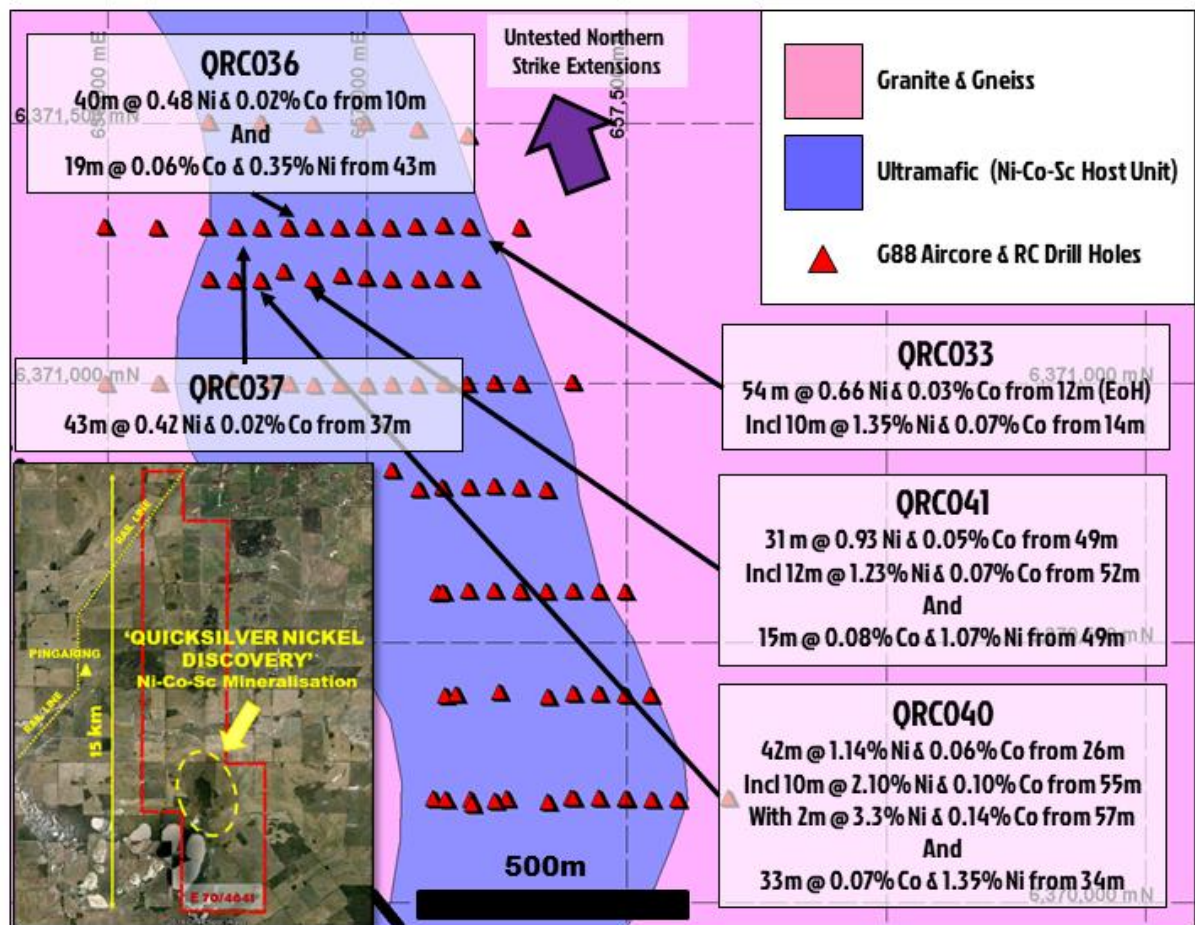 QRC036
40m @ 0.48 Ni & 0.02% Co from 10m
And
19m @ 0.06% Co & 0.35% Ni from 43m
Untested Northern
Strike Extensions
Granite & Gneiss
Ultramafic (Ni-Co-Sc Host Unit)
G88 Aircore & RC Drill Holes
6,371,500 mN
657,500 mE
QRC037
43m @ 0.42 Ni & 0.02% Co from 37m
6,371,000 mN
6,371,000 mN
QRC033
54 m @ 0.66 Ni & 0.03% Co from 12m (EoH)
Incl 10m @ 1.35% Ni & 0.07% Co from 14m
QRC041
31 m @ 0.93 Ni & 0.05% Co from 49m
Incl 12m @ 1.23% Ni & 0.07% Co from 52m
And
15m @ 0.08% Co & 1.07% Ni from 49m
QRC040
42m @ 1.14% Ni & 0.06% Co from 26m
Incl 10m @ 2.10% Ni & 0.10% Co from 55m
With 2m @ 3.3% Ni & 0.14% Co from 57m
And
33m @ 0.07% Co & 1.35% Ni from 34m
6,370,000 mN
RAIL LINE
'QUICKSILVER NICKEL
DISCOVERY'
Ni-Co-Sc Mineralisation
PINGARING
RAIL LINE
15 km
E 70/4641
500m